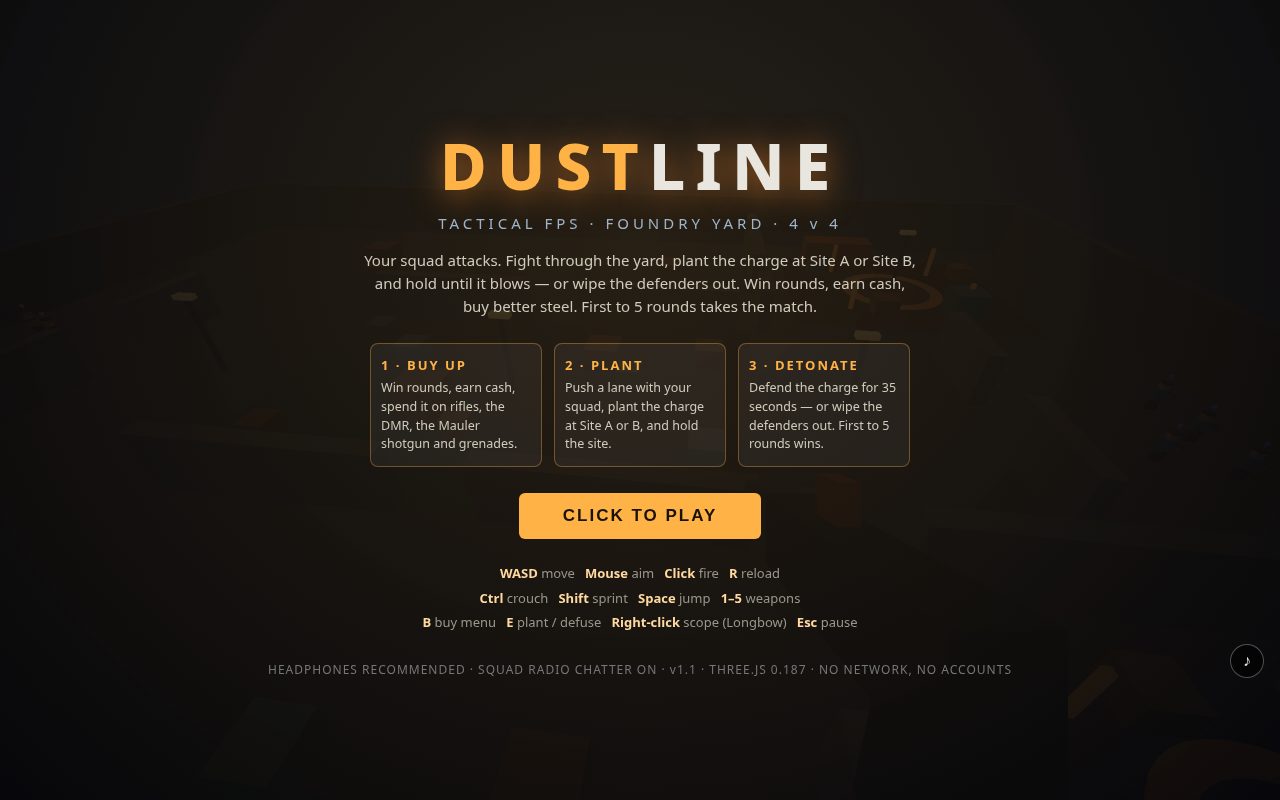 DUSTLINE
TACTICAL FPS · FOUNDRY YARD · 4 v 4
Your squad attacks. Fight through the yard, plant the charge at Site A or Site B,
and hold until it blows — or wipe the defenders out. Win rounds, earn cash,
buy better steel. First to 5 rounds takes the match.
1 · BUY UP
Win rounds, earn cash,
spend it on rifles, the
DMR, the Mauler
shotgun and grenades.
2 · PLANT
Push a lane with your
squad, plant the charge
at Site A or B, and hold
the site.
3 · DETONATE
Defend the charge for 35
seconds — or wipe the
defenders out. First to 5
rounds wins.
CLICK TO PLAY
WASD move Mouse aim Click fire R reload
Ctrl crouch Shift sprint Space jump 1–5 weapons
B buy menu E plant / defuse Right-click scope (Longbow) Esc pause
HEADPHONES RECOMMENDED · SQUAD RADIO CHATTER ON · v1.1 · THREE.JS 0.187 · NO NETWORK, NO ACCOUNTS
♪